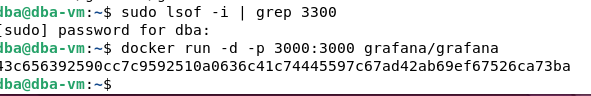 dba@dba-vm:~$ sudo lsof -i | grep 3300
[sudo] password for dba:
dba@dba-vm:~$ docker run -d -p 3000:3000 grafana/grafana
43c656392590cc7c9592510a0636c41c74445597c67ad42ab69ef67526ca73ba
dba@dba-vm:~$